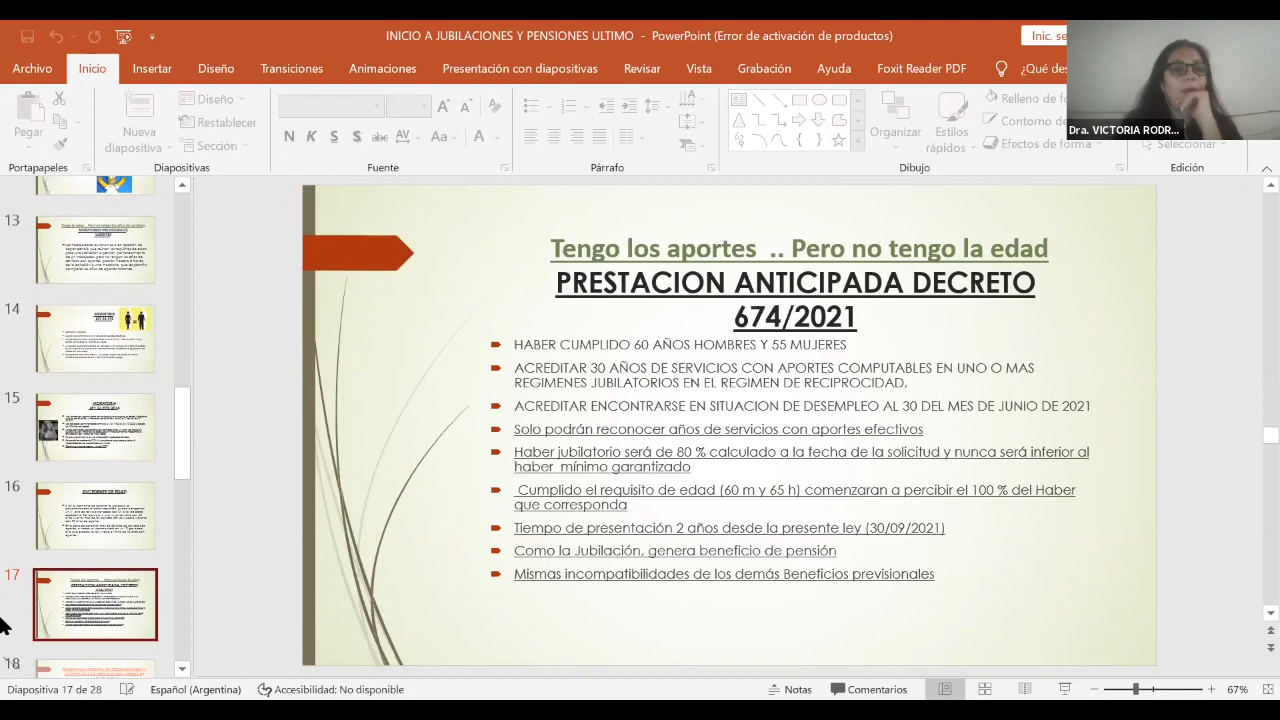 INICIO A JUBILACIONES Y PENSIONES ULTIMO - PowerPoint (Error de activación de productos)
Inic. se
Archivo Inicio Insertar Diseño Transiciones Animaciones Presentación con diapositivas Revisar Vista Grabación Ayuda Foxit Reader PDF ¿Qué des
Pegar
Nueva diapositiva
Diseño
Restablecer
Sección
N K S S abc AV Aa A
Organizar
Estilos rápidos
Relleno de fo
Contorno de
Efectos de forma
Seleccionar
Portapapeles Diapositivas Fuente Párrafo Dibujo Edición
Dra. VICTORIA RODR...
13
14
15
16
EXCEDENTE DE EDAD
17
18
Tengo los aportes .. Pero no tengo la edad
PRESTACION ANTICIPADA DECRETO
674/2021
HABER CUMPLIDO 60 AÑOS HOMBRES Y 55 MUJERES
ACREDITAR 30 AÑOS DE SERVICIOS CON APORTES COMPUTABLES EN UNO O MAS
REGIMENES JUBILATORIOS EN EL REGIMEN DE RECIPROCIDAD,
ACREDITAR ENCONTRARSE EN SITUACION DE DESEMPLEO AL 30 DEL MES DE JUNIO DE 2021
Solo podrán reconocer años de servicios con aportes efectivos
Haber jubilatorio será de 80 % calculado a la fecha de la solicitud y nunca será inferior al
haber mínimo garantizado
Cumplido el requisito de edad (60 m y 65 h) comenzaran a percibir el 100 % del Haber
que corresponda
Tiempo de presentación 2 años desde la presente ley (30/09/2021)
Como la Jubilación, genera beneficio de pensión
Mismas incompatibilidades de los demás Beneficios previsionales
Diapositiva 17 de 28 Español (Argentina) Accesibilidad: No disponible Notas Comentarios 67%